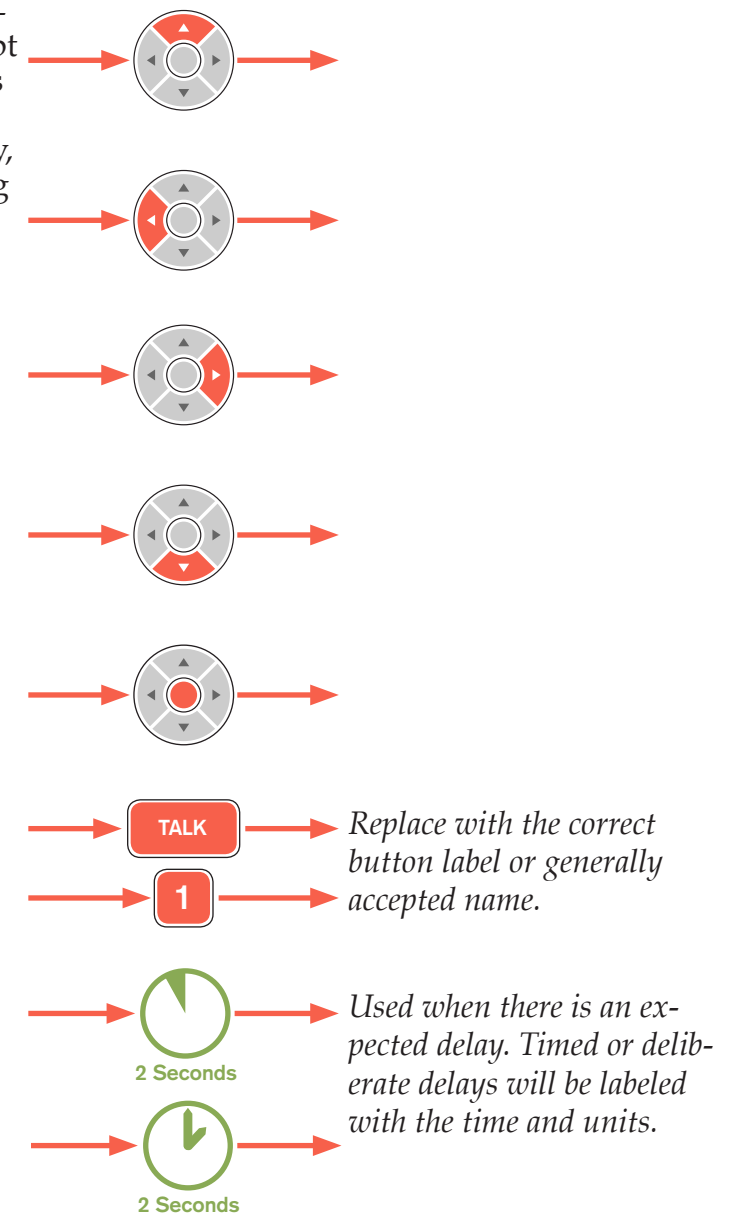 TALK
Replace with the correct
button label or generally
accepted name.
1
Used when there is an ex-
pected delay. Timed or delib-
erate delays will be labeled
with the time and units.
2 Seconds
2 Seconds